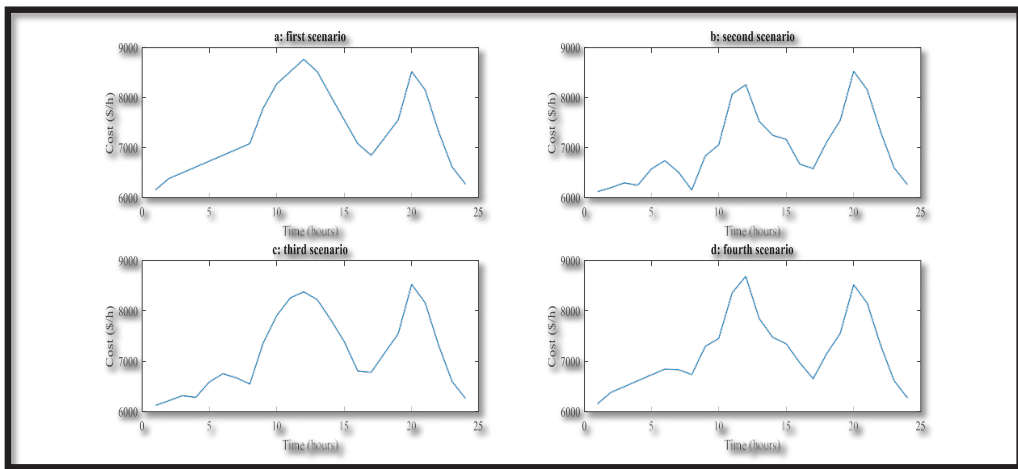 a: first scenario
9000
8000
7000
6000
Cost ($/h)
0 5 10 15 20 25
Time (hours)
b: second scenario
9000
8000
7000
6000
Cost ($/h)
0 5 10 15 20 25
Time (hours)
c: third scenario
9000
8000
7000
6000
Cost ($/h)
0 5 10 15 20 25
Time (hours)
d: fourth scenario
9000
8000
7000
6000
Cost ($/h)
0 5 10 15 20 25
Time (hours)